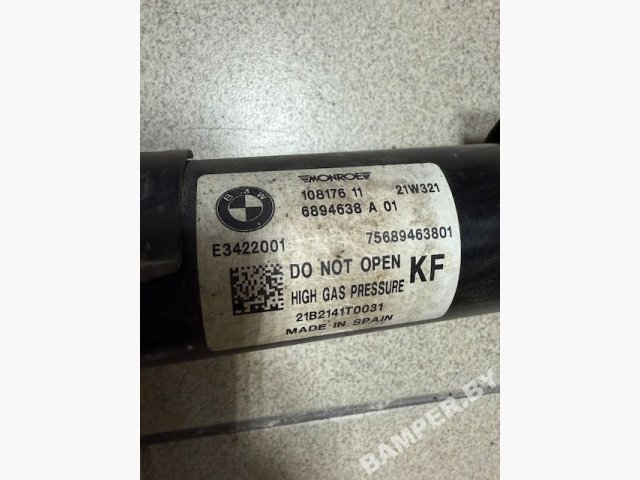 MONROE
BMW
108176 11 21W321
6894638 A 01
E3422001 75689463801
DO NOT OPEN KF
HIGH GAS PRESSURE
21B2141T0031
MADE IN SPAIN
BAMPER.BY